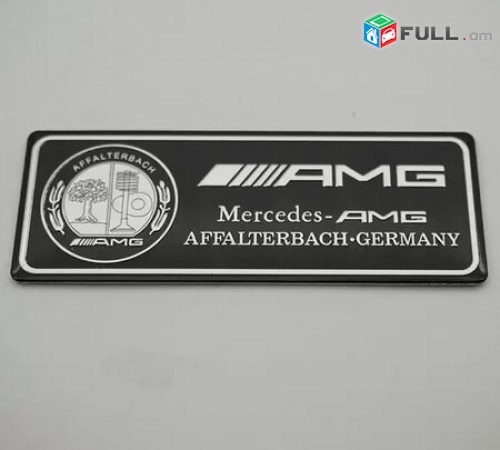 FULL.am
AFFALTERBACH
AMG
AMG
Mercedes-AMG
AFFALTERBACH·GERMANY